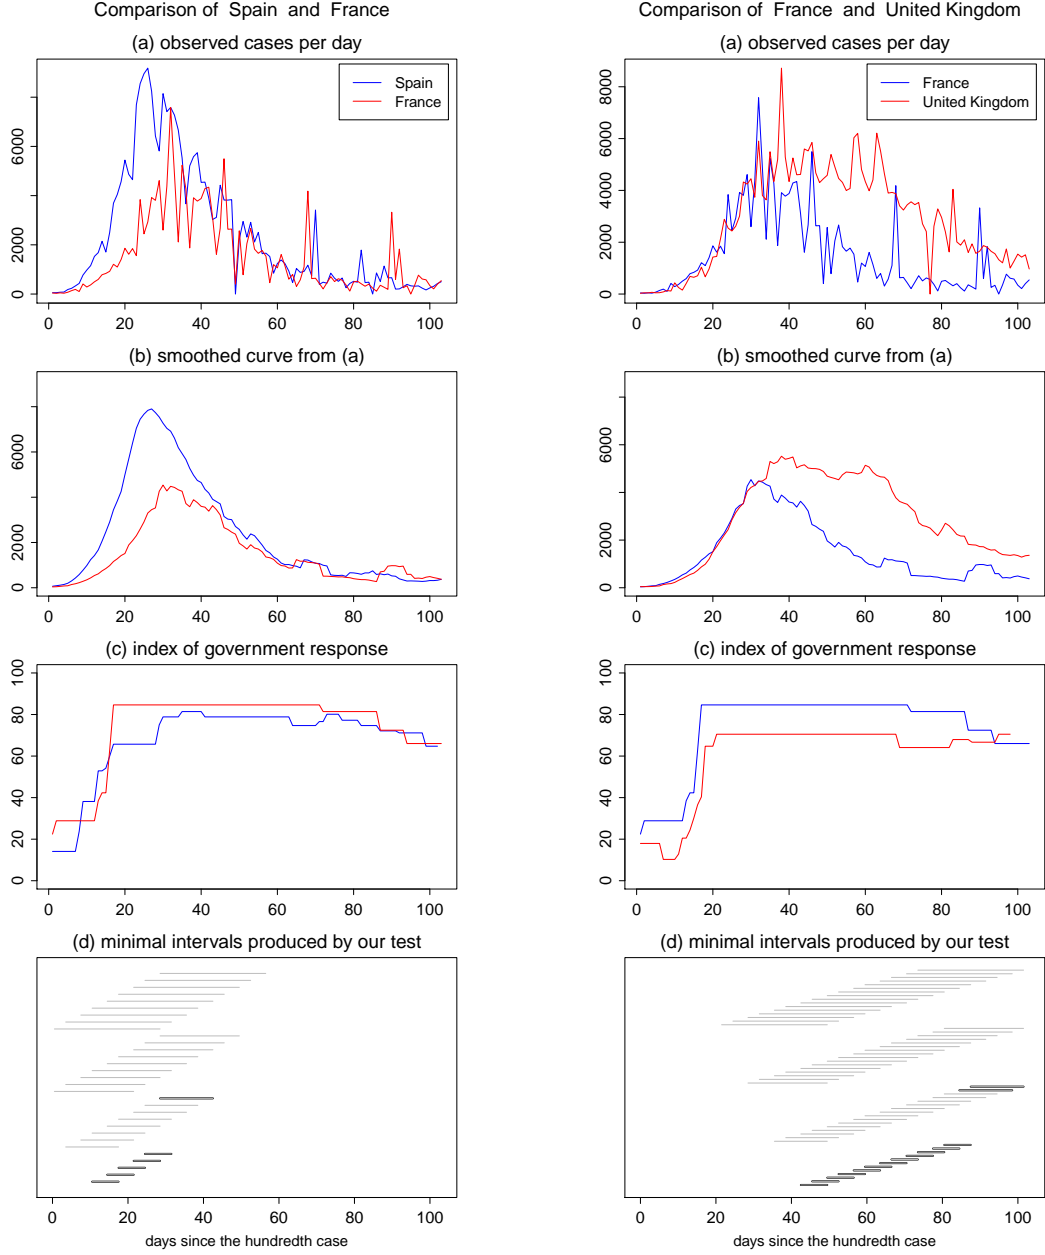 Comparison of Spain and France
(a) observed cases per day
Spain
France
0 2000 6000
0 20 40 60 80 100
(b) smoothed curve from (a)
0 2000 6000
0 20 40 60 80 100
(c) index of government response
0 20 40 60 80 100
0 20 40 60 80 100
(d) minimal intervals produced by our test
0 20 40 60 80 100
days since the hundredth case
Comparison of France and United Kingdom
(a) observed cases per day
France
United Kingdom
0 2000 4000 6000 8000
0 20 40 60 80 100
(b) smoothed curve from (a)
0 2000 6000
0 20 40 60 80 100
(c) index of government response
0 20 40 60 80 100
0 20 40 60 80 100
(d) minimal intervals produced by our test
0 20 40 60 80 100
days since the hundredth case